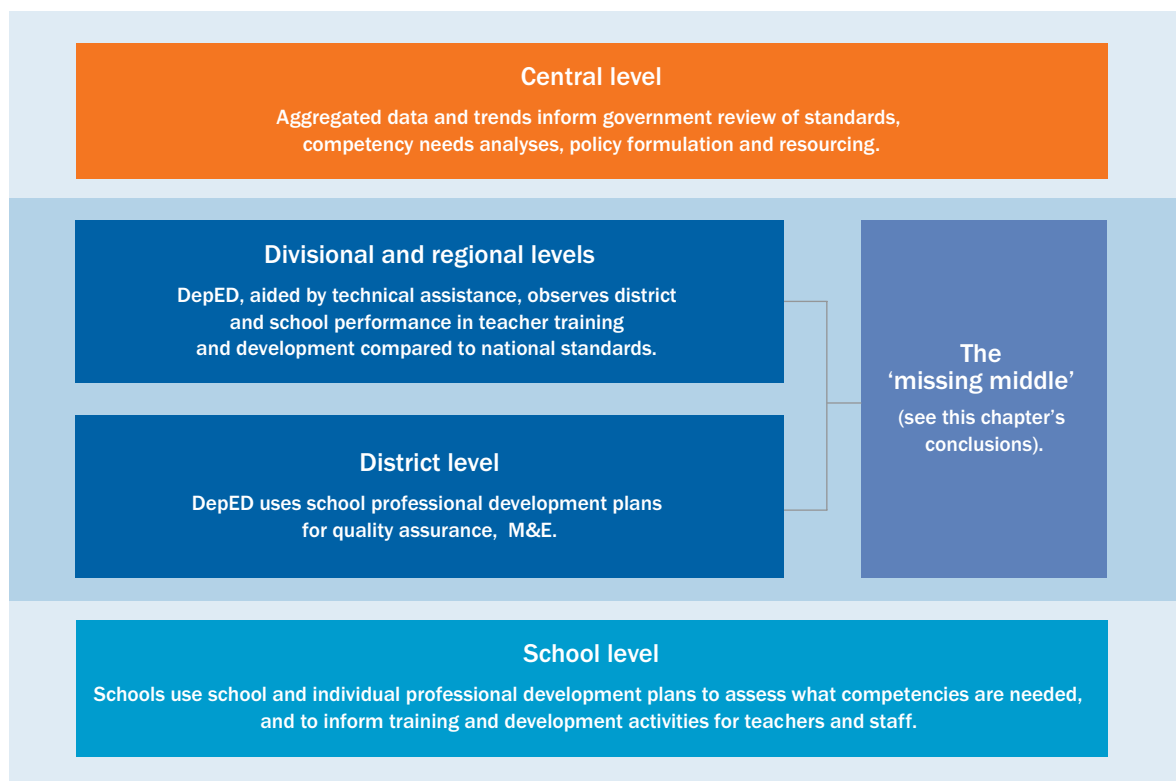 Central level
Aggregated data and trends inform government review of standards,
competency needs analyses, policy formulation and resourcing.
Divisional and regional levels
DepED, aided by technical assistance, observes district
and school performance in teacher training
and development compared to national standards.
District level
DepED uses school professional development plans
for quality assurance, M&E.
The
‘missing middle’
(see this chapter’s
conclusions).
School level
Schools use school and individual professional development plans to assess what competencies are needed,
and to inform training and development activities for teachers and staff.